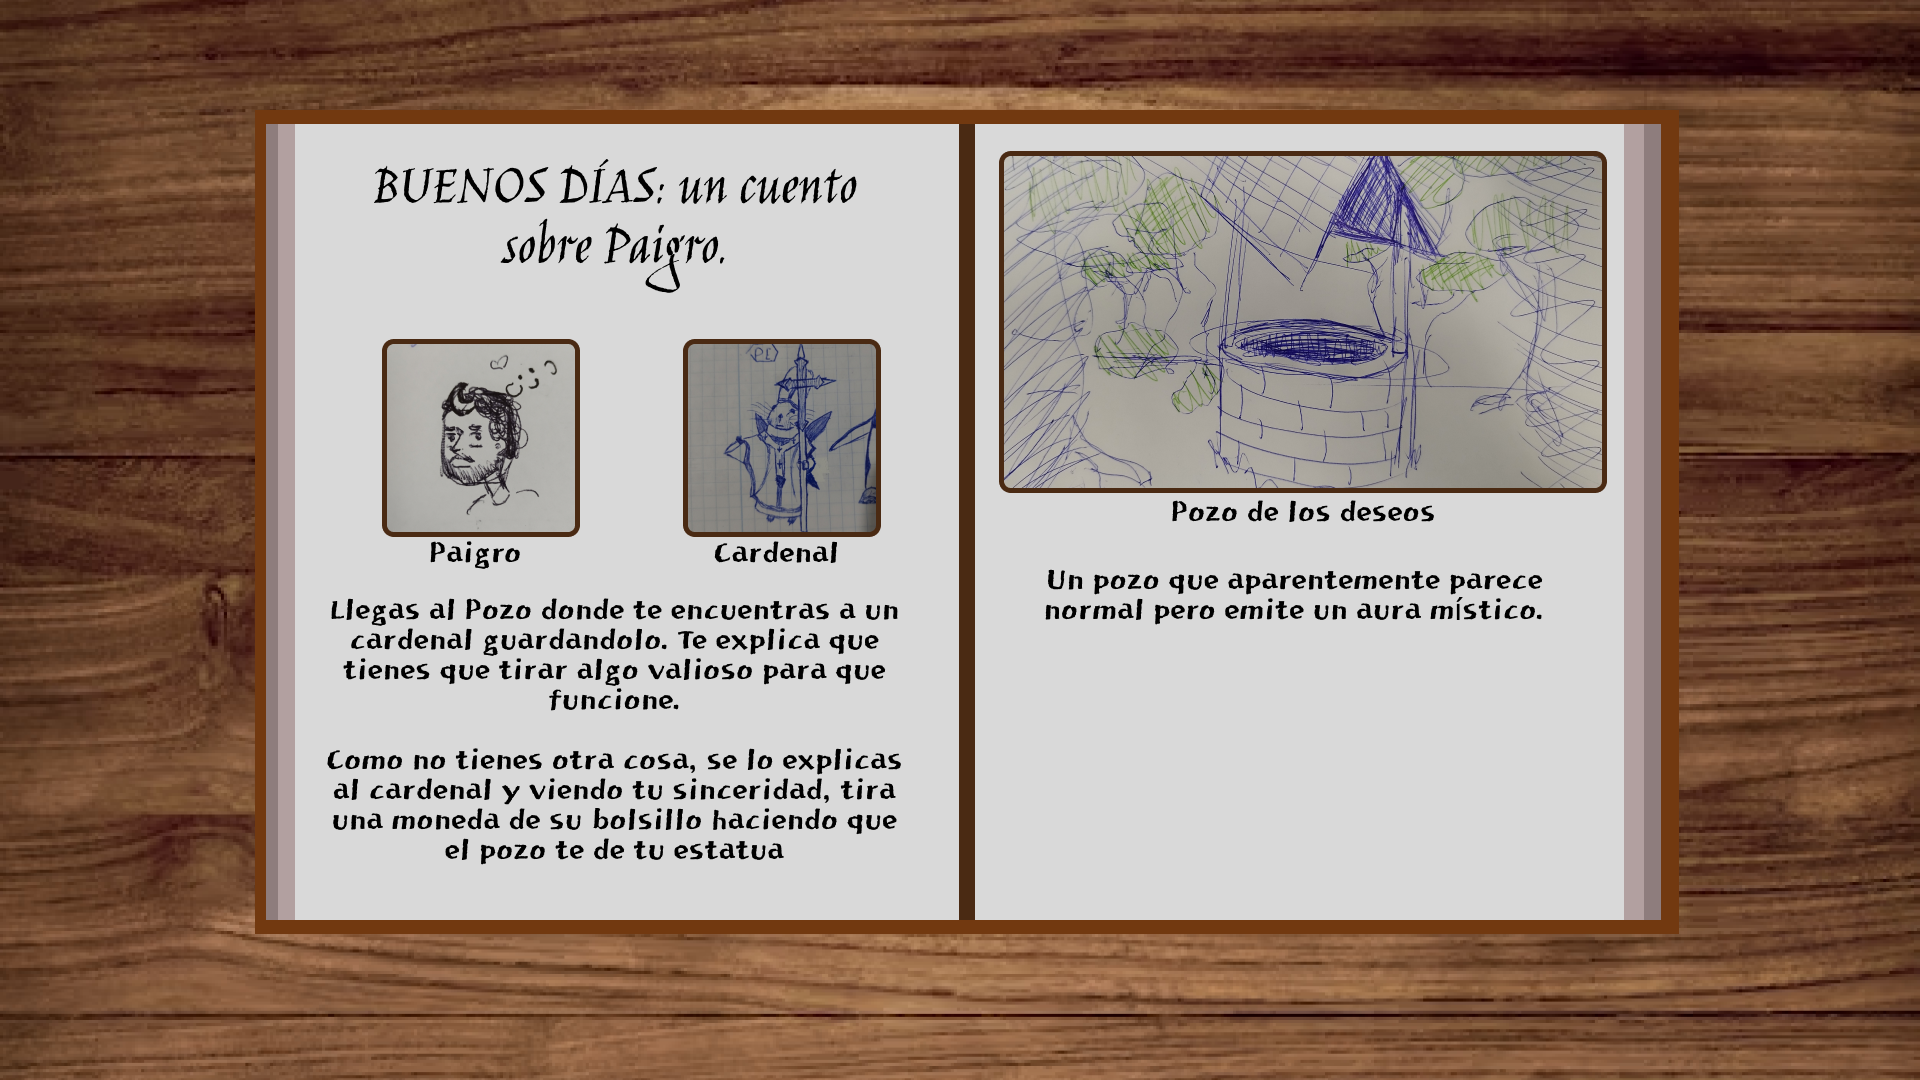 BUENOS DÍAS: un cuento
sobre Paigro.
PE
Paigro
Cardenal
Llegas al Pozo donde te encuentras a un
cardenal guardandolo. Te explica que
tienes que tirar algo valioso para que
funcione.
Como no tienes otra cosa, se lo explicas
al cardenal y viendo tu sinceridad, tira
una moneda de su bolsillo haciendo que
el pozo te de tu estatua
Pozo de los deseos
Un pozo que aparentemente parece
normal pero emite un aura místico.